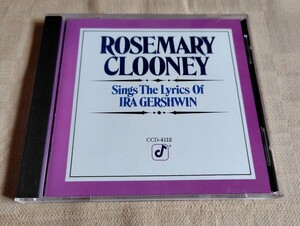 ROSEMARY
CLOONEY
Sings The Lyrics Of
IRA GERSHWIN
CCD-4112